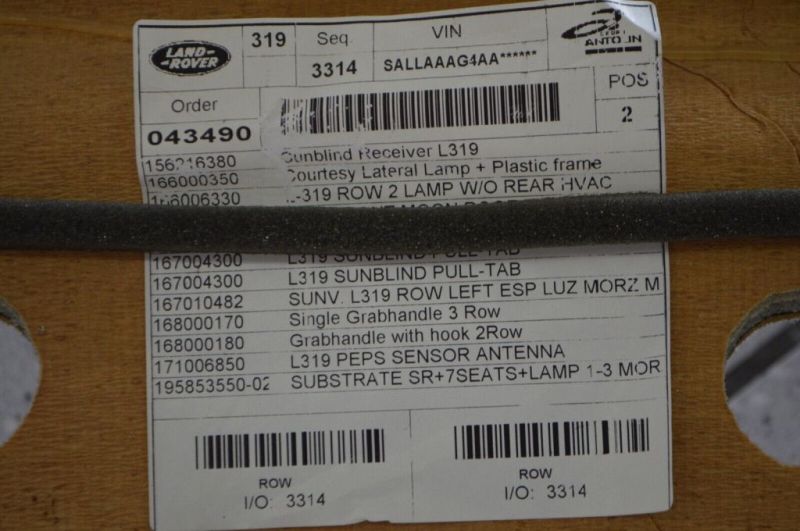 LAND-
-ROVER
319
Seq.
3314
VIN
SALLAAAG4AA******
ANTOLIN
Order
043490
POS
2
156216380 Sunblind Receiver L319
166000350 Courtesy Lateral Lamp + Plastic frame
166006330 L-319 ROW 2 LAMP W/O REAR HVAC
167004300 L319 SUNBLIND PULL-TAB
167004300 L319 SUNBLIND PULL-TAB
167010482 SUNV. L319 ROW LEFT ESP LUZ MORZ M
168000170 Single Grabhandle 3 Row
168000180 Grabhandle with hook 2Row
171006850 L319 PEPS SENSOR ANTENNA
195853550-02 SUBSTRATE SR+7SEATS+LAMP 1-3 MOR
ROW
I/O: 3314
ROW
I/O: 3314